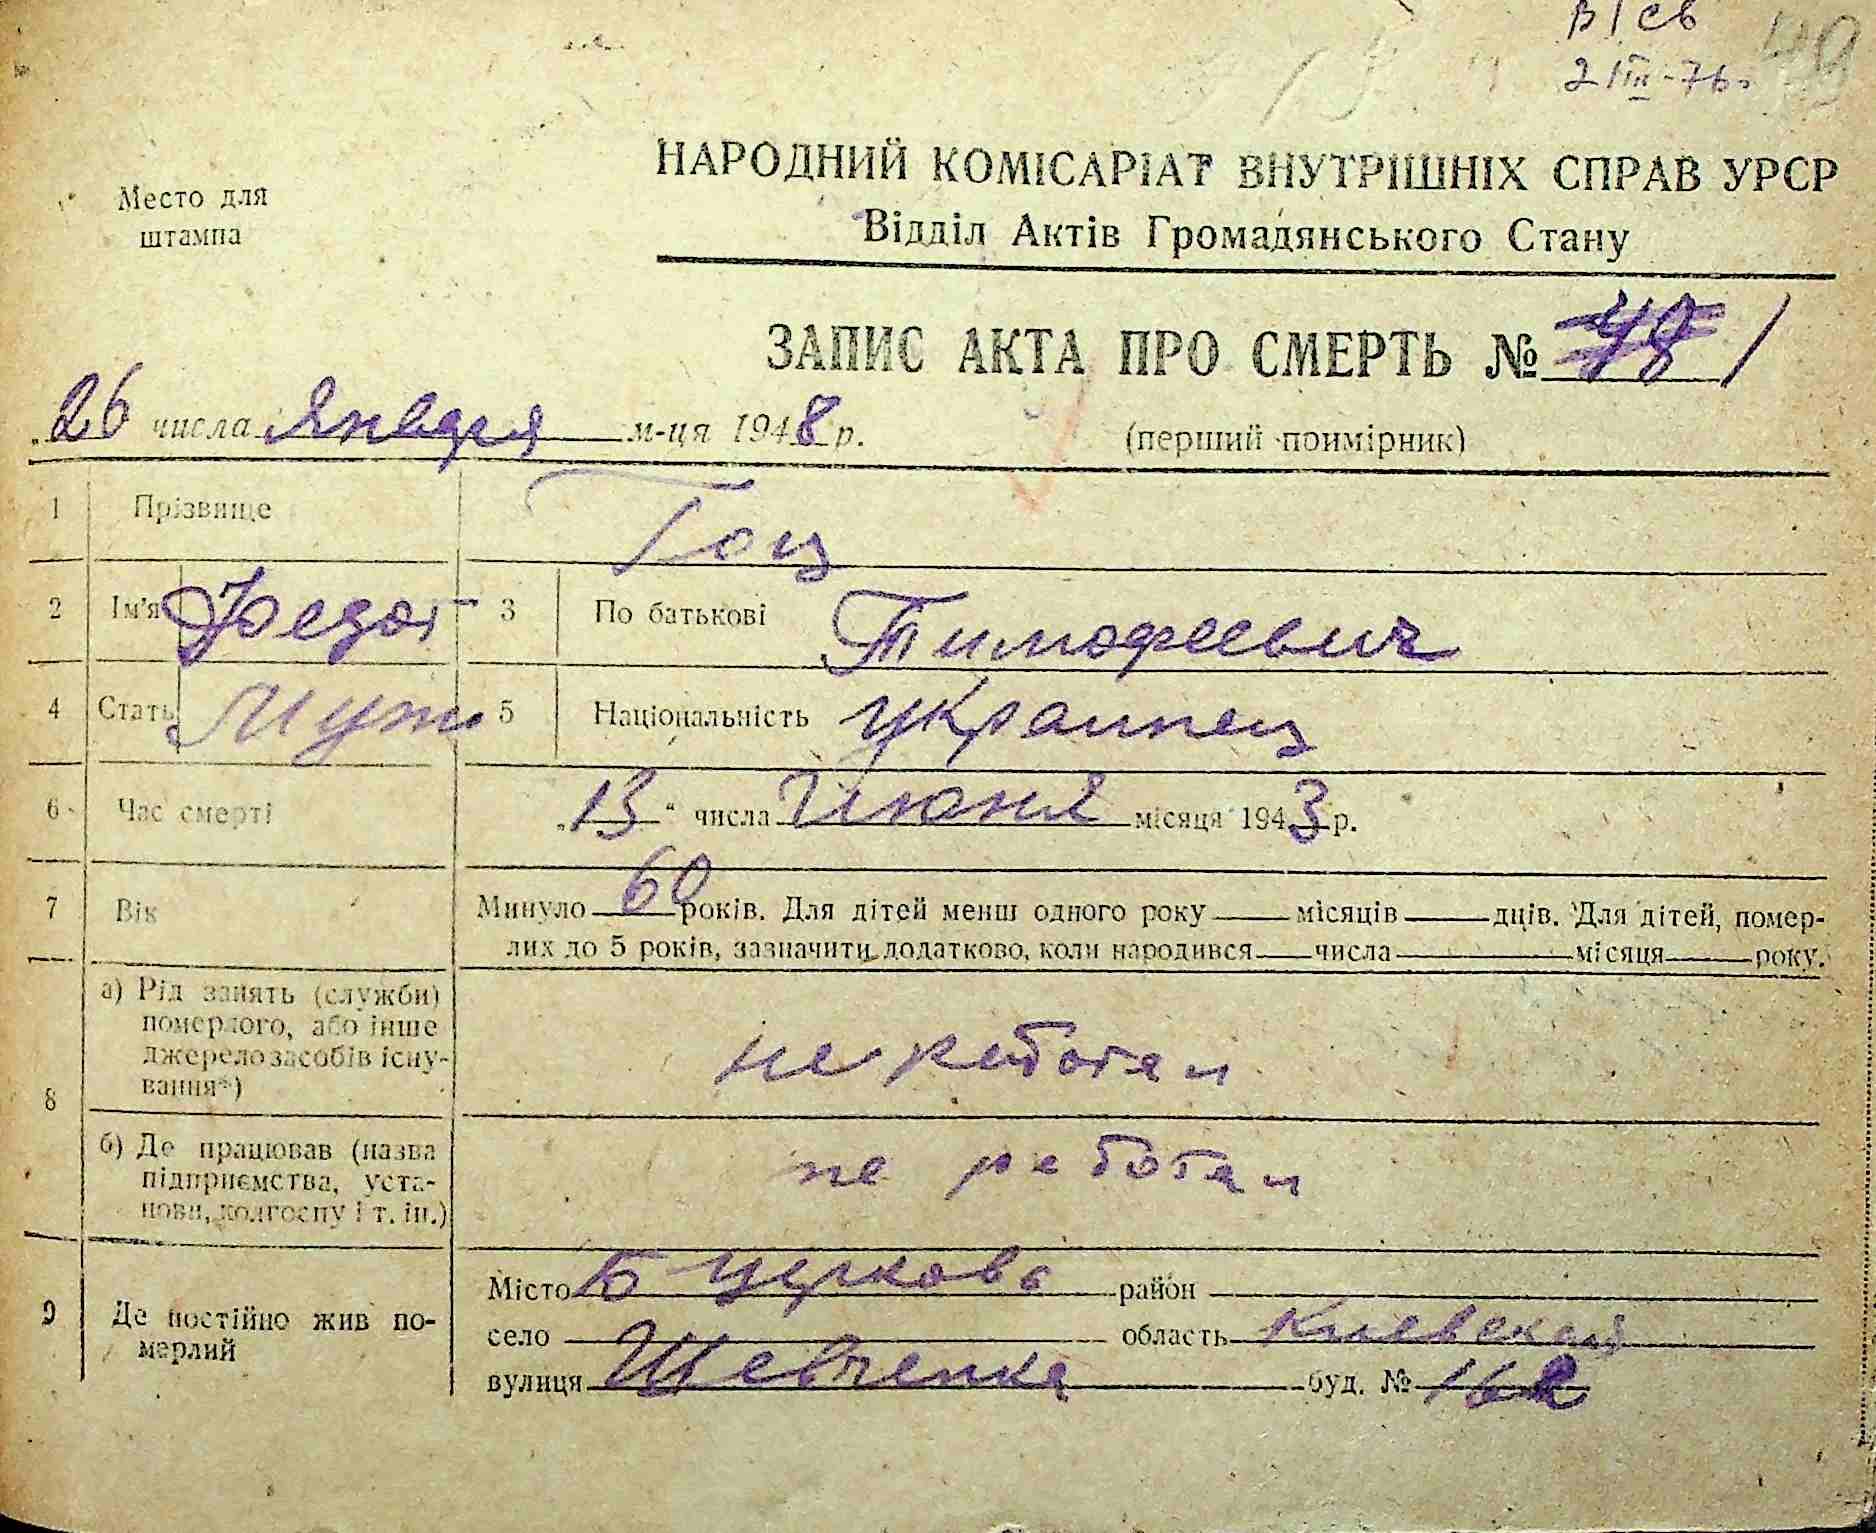 В/св
2/III-76г
49
Место для
штампа
НАРОДНИЙ КОМІСАРІАТ ВНУТРІШНІХ СПРАВ УРСР
Відділ Актів Громадянського Стану
ЗАПИС АКТА ПРО СМЕРТЬ № 48 1
„26 числа января м-ця 1948 р. (перший поимірник)
1 Прізвище Гоц
2 Ім'я Федот 3 По батькові Тимофеевич
4 Стать Муж 5 Національність украинец
6 Час смерті „13“ числа Июня місяця 1943 р.
7 Вік Минуло 60 років. Для дітей менш одного року місяців днів. Для дітей, помер-
лих до 5 років, зазначити додатково, коли народився числа місяця року.
8 а) Рід занять (служби)
померлого, або інше
джерело засобів існу-
вання*)
не работал
б) Де працював (назва
підприємства, уста-
нови, колгоспу і т. ін.)
не работал
9 Де постійно жив по-
мерлий
Місто Б Церковь район
село область Киевская
вулиця Шевченка буд. № 162